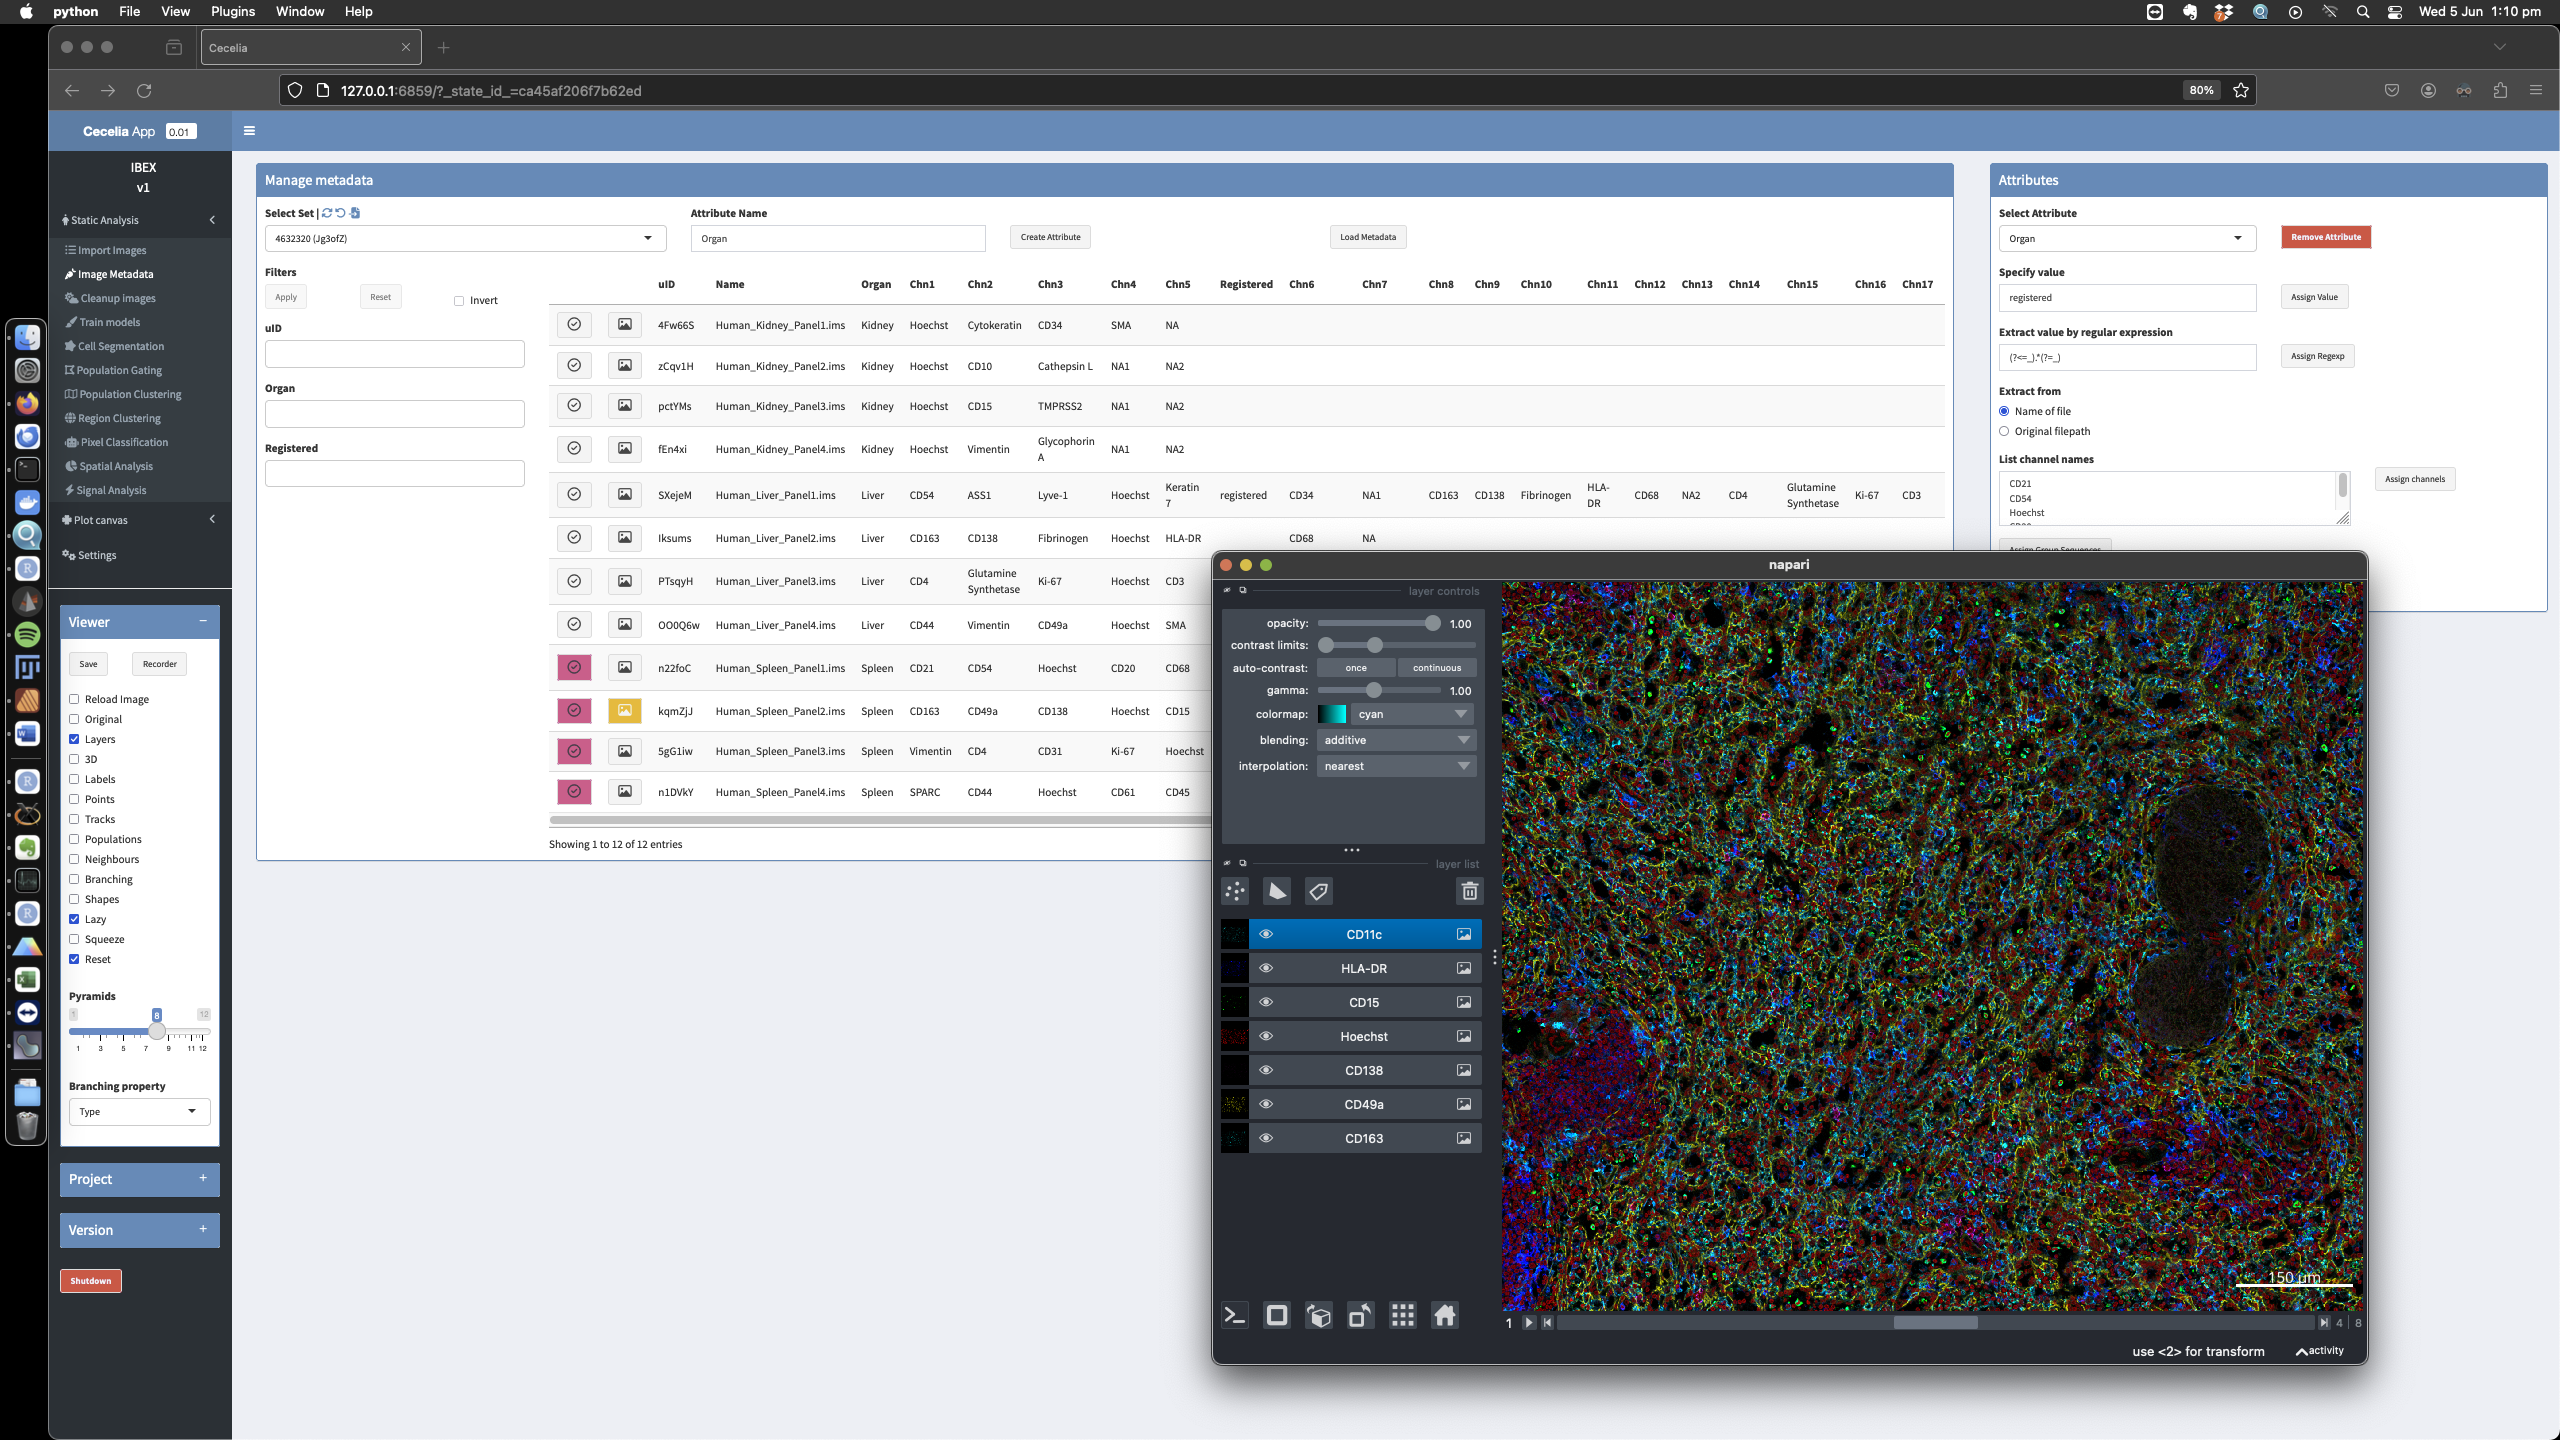 python File View Plugins Window Help
7
Wed 5 Jun 1:10 pm
Cecelia
127.0.0.1:6859/?_state_id_=ca45af206f7b62ed
80%
Cecelia App 0.01
IBEX
v1
Static Analysis
Import Images
Image Metadata
Cleanup images
Train models
Cell Segmentation
Population Gating
Population Clustering
Region Clustering
Pixel Classification
Spatial Analysis
Signal Analysis
Plot canvas
Settings
Viewer
Save Recorder
Reload Image
Original
Layers
3D
Labels
Points
Tracks
Populations
Neighbours
Branching
Shapes
Lazy
Squeeze
Reset
Pyramids
1 8 12
1 3 5 7 9 11 12
Branching property
Type
Project
Version
Shutdown
Manage metadata
Select Set |
4632320 (Jg3ofZ)
Attribute Name
Organ
Create Attribute
Load Metadata
Filters
Apply Reset Invert
uID
Organ
Registered
uID Name Organ Chn1 Chn2 Chn3 Chn4 Chn5 Registered Chn6 Chn7 Chn8 Chn9 Chn10 Chn11 Chn12 Chn13 Chn14 Chn15 Chn16 Chn17
4Fw66S Human_Kidney_Panel1.ims Kidney Hoechst Cytokeratin CD34 SMA NA
zCqv1H Human_Kidney_Panel2.ims Kidney Hoechst CD10 Cathepsin L NA1 NA2
pctYMs Human_Kidney_Panel3.ims Kidney Hoechst CD15 TMPRSS2 NA1 NA2
fEn4xi Human_Kidney_Panel4.ims Kidney Hoechst Vimentin Glycophorin A NA1 NA2
SXejeM Human_Liver_Panel1.ims Liver CD54 ASS1 Lyve-1 Hoechst Keratin 7 registered CD34 NA1 CD163 CD138 Fibrinogen HLA-DR CD68 NA2 CD4 Glutamine Synthetase Ki-67 CD3
Iksums Human_Liver_Panel2.ims Liver CD163 CD138 Fibrinogen Hoechst HLA-DR CD68 NA
PTsqyH Human_Liver_Panel3.ims Liver CD4 Glutamine Synthetase Ki-67 Hoechst CD3
OO0Q6w Human_Liver_Panel4.ims Liver CD44 Vimentin CD49a Hoechst SMA
n22foC Human_Spleen_Panel1.ims Spleen CD21 CD54 Hoechst CD20 CD68
kqmZjJ Human_Spleen_Panel2.ims Spleen CD163 CD49a CD138 Hoechst CD15
5gG1iw Human_Spleen_Panel3.ims Spleen Vimentin CD4 CD31 Ki-67 Hoechst
n1DVkY Human_Spleen_Panel4.ims Spleen SPARC CD44 Hoechst CD61 CD45
Showing 1 to 12 of 12 entries
Attributes
Select Attribute
Organ
Remove Attribute
Specify value
registered
Assign Value
Extract value by regular expression
(?<=_).*(?=_)
Assign Regexp
Extract from
Name of file
Original filepath
List channel names
CD21
CD54
Hoechst
Assign channels
Assign Group Sequences
napari
layer controls
opacity: 1.00
contrast limits:
auto-contrast: once continuous
gamma: 1.00
colormap: cyan
blending: additive
interpolation: nearest
layer list
CD11c
HLA-DR
CD15
Hoechst
CD138
CD49a
CD163
150 µm
1 4 8
use <2> for transform
activity